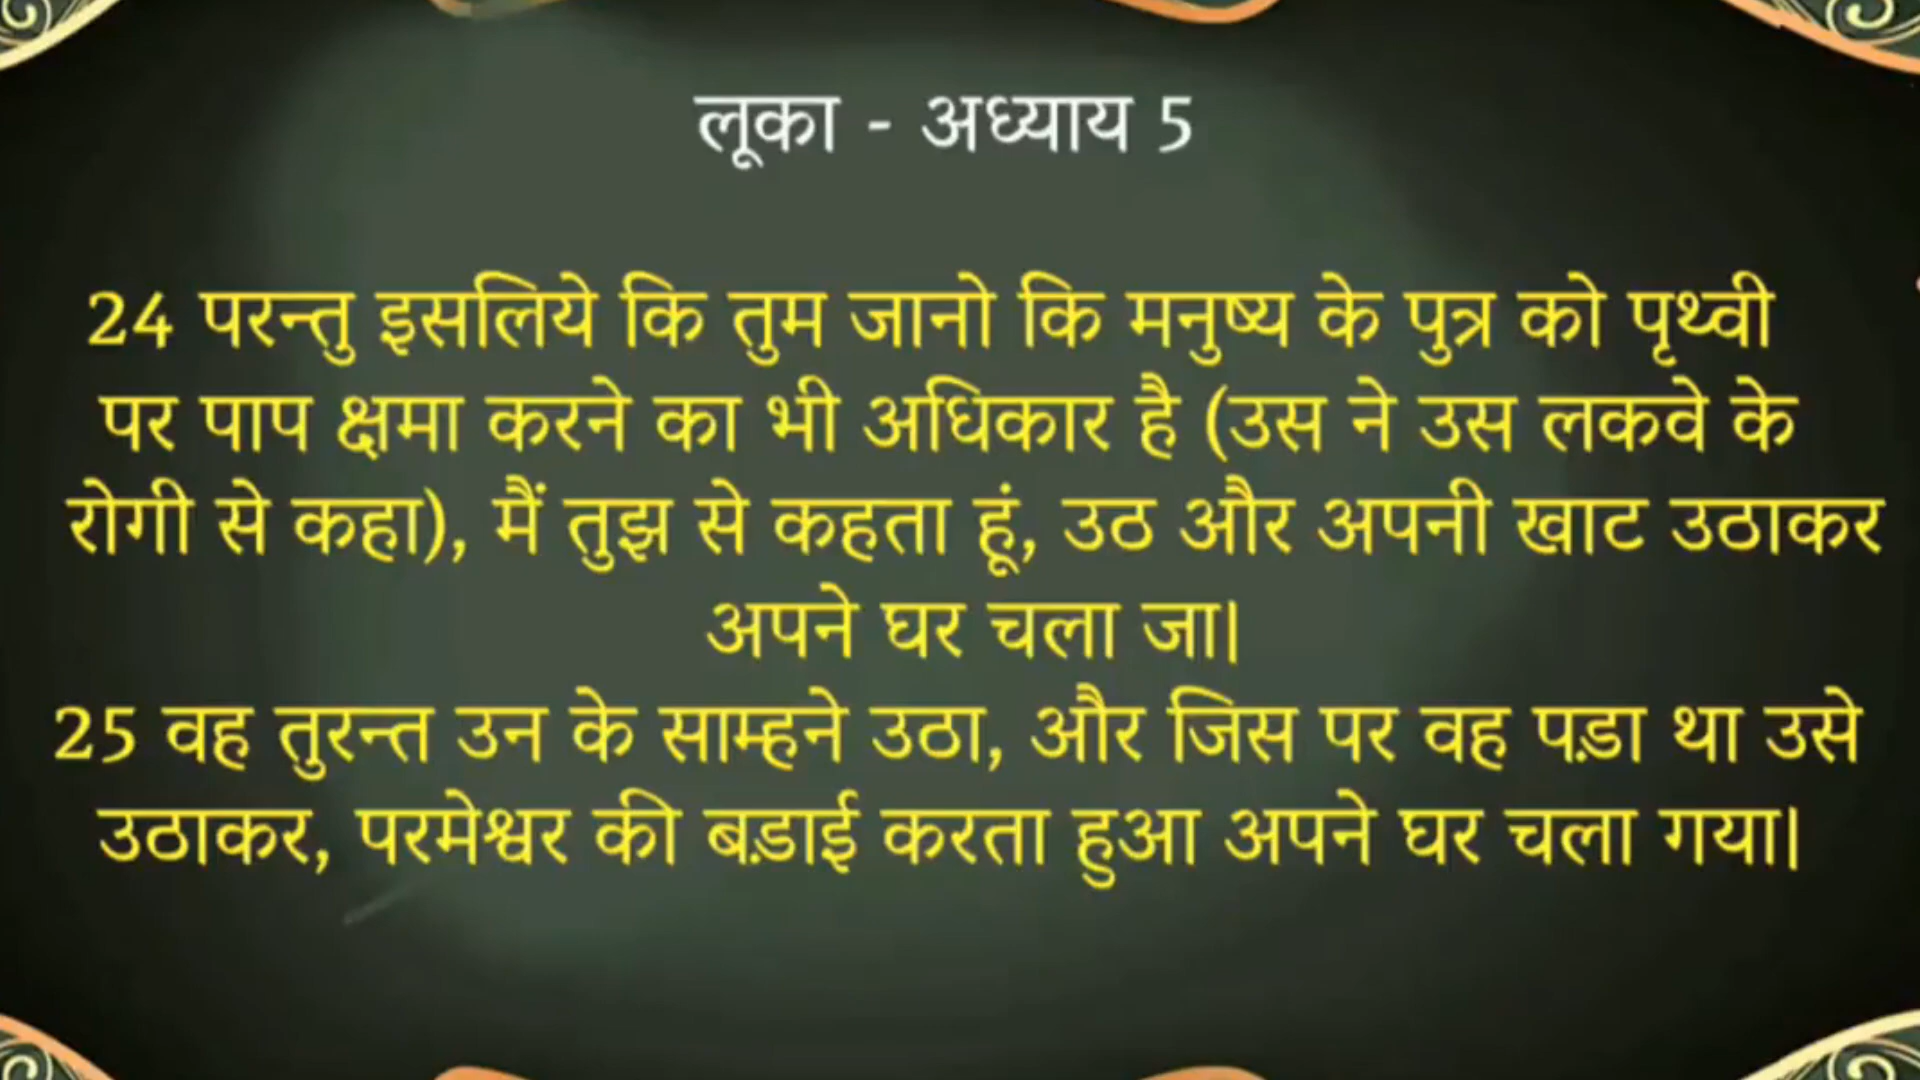 लूका - अध्याय 5
24 परन्तु इसलिये कि तुम जानो कि मनुष्य के पुत्र को पृथ्वी
पर पाप क्षमा करने का भी अधिकार है (उस ने उस लकवे के
रोगी से कहा), मैं तुझ से कहता हूं, उठ और अपनी खाट उठाकर
अपने घर चला जा।
25 वह तुरन्त उन के साम्हने उठा, और जिस पर वह पड़ा था उसे
उठाकर, परमेश्वर की बड़ाई करता हुआ अपने घर चला गया।